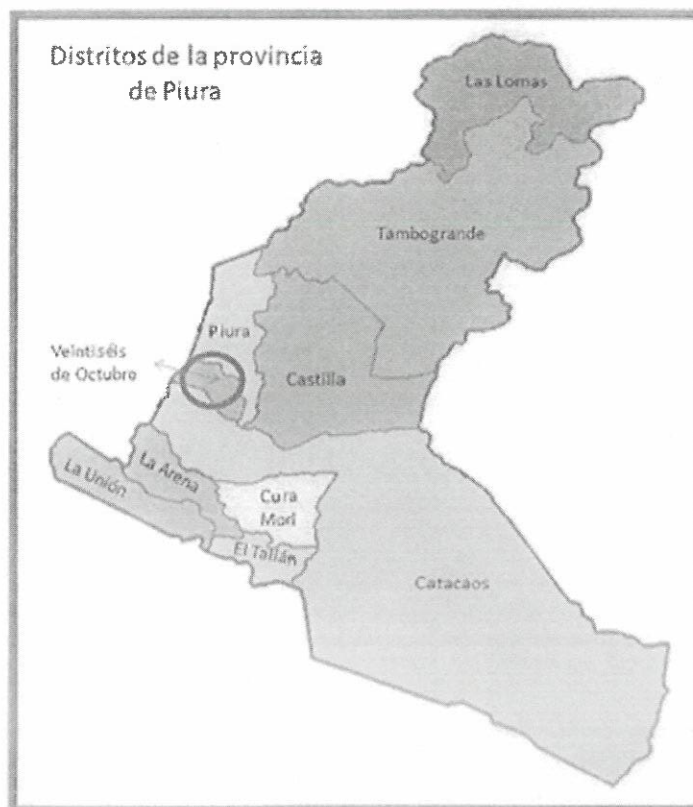 Distritos de la provincia
de Piura
Las Lomas
Tambogrande
Piura
Veintiséis
de Octubre
Castilla
La Unión
La Arena
Cura
Mori
El Tallán
Catacaos